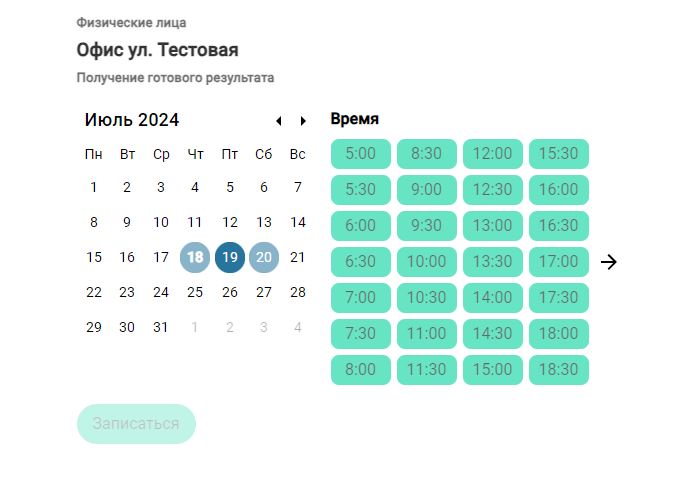 Физические лица
Офис ул. Тестовая
Получение готового результата
Июль 2024
Пн Вт Ср Чт Пт Сб Вс
1 2 3 4 5 6 7
8 9 10 11 12 13 14
15 16 17 18 19 20 21
22 23 24 25 26 27 28
29 30 31 1 2 3 4
Время
5:00 8:30 12:00 15:30
5:30 9:00 12:30 16:00
6:00 9:30 13:00 16:30
6:30 10:00 13:30 17:00
7:00 10:30 14:00 17:30
7:30 11:00 14:30 18:00
8:00 11:30 15:00 18:30
Записаться